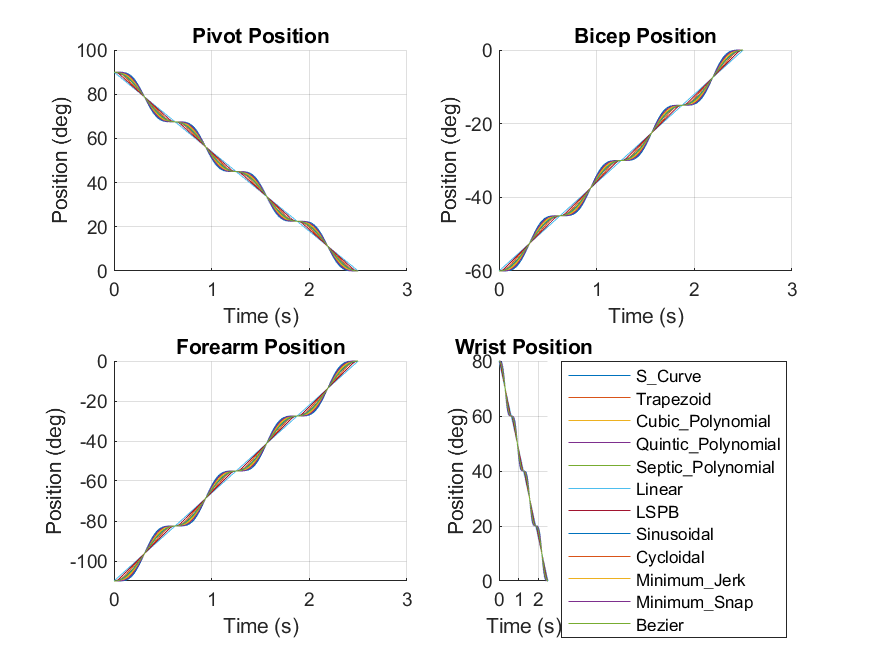 Pivot Position
100
80
60
40
20
0
0 1 2 3
Position (deg)
Time (s)
Bicep Position
0
-20
-40
-60
0 1 2 3
Position (deg)
Time (s)
Forearm Position
0
-20
-40
-60
-80
-100
0 1 2 3
Position (deg)
Time (s)
Wrist Position
80
60
40
20
0
0 1 2
Position (deg)
Time (s)
S_Curve
Trapezoid
Cubic_Polynomial
Quintic_Polynomial
Septic_Polynomial
Linear
LSPB
Sinusoidal
Cycloidal
Minimum_Jerk
Minimum_Snap
Bezier